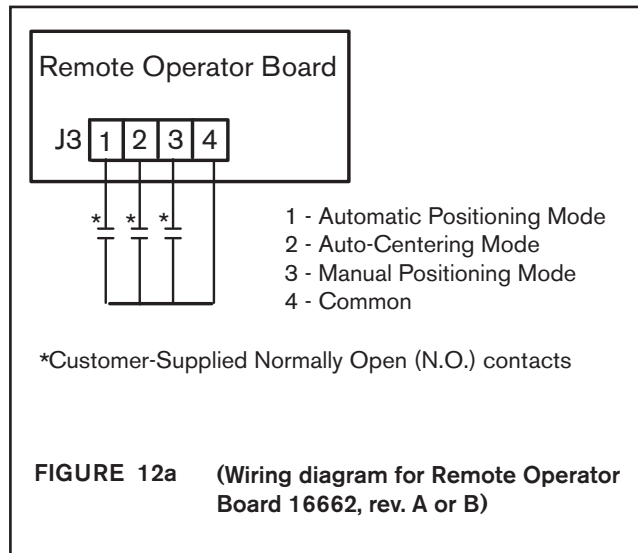 Remote Operator Board
J3 1 2 3 4
* * *
1 - Automatic Positioning Mode
2 - Auto-Centering Mode
3 - Manual Positioning Mode
4 - Common
*Customer-Supplied Normally Open (N.O.) contacts
FIGURE 12a (Wiring diagram for Remote Operator
Board 16662, rev. A or B)